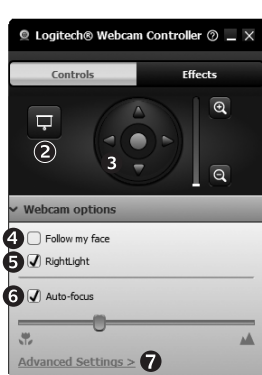 Logitech® Webcam Controller
Controls Effects
2
3
Webcam options
4 Follow my face
5 RightLight
6 Auto-focus
Advanced Settings > 7